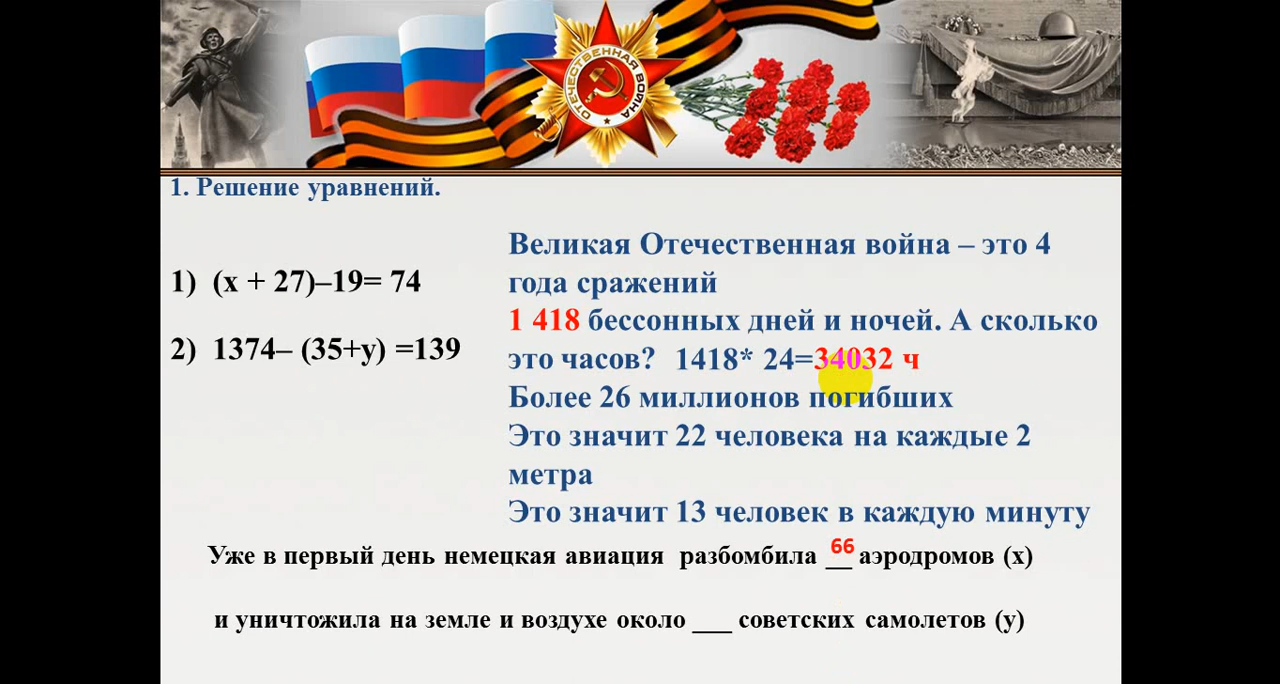 ОТЕЧЕСТВЕННАЯ ВОЙНА
1. Решение уравнений.
1) (х + 27)–19= 74
2) 1374– (35+у) =139
Великая Отечественная война – это 4
года сражений
1 418 бессонных дней и ночей. А сколько
это часов? 1418* 24=34032 ч
Более 26 миллионов погибших
Это значит 22 человека на каждые 2
метра
Это значит 13 человек в каждую минуту
Уже в первый день немецкая авиация разбомбила 66 аэродромов (х)
и уничтожила на земле и воздухе около ___ советских самолетов (у)